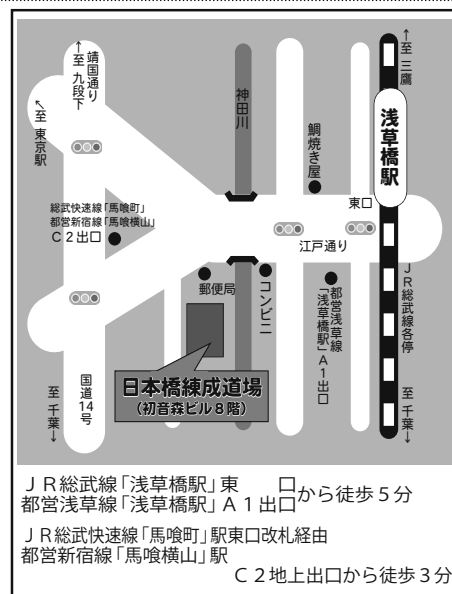 ↑至 九段下
靖国通り
↖至 東京駅
神田川
↑至 三鷹
浅草橋駅
鯛焼き屋
東口
総武快速線「馬喰町」
都営新宿線「馬喰横山」
C2出口
江戸通り
郵便局
コンビニ
都営浅草線
「浅草橋駅」A1出口
JR総武線各停
日本橋練成道場
(初音森ビル8階)
至 千葉↓
国道14号
至 千葉↓
JR総武線「浅草橋駅」東 口
都営浅草線「浅草橋駅」A1出口から徒歩5分
JR総武快速線「馬喰町」駅東口改札経由
都営新宿線「馬喰横山」駅
C2地上出口から徒歩3分